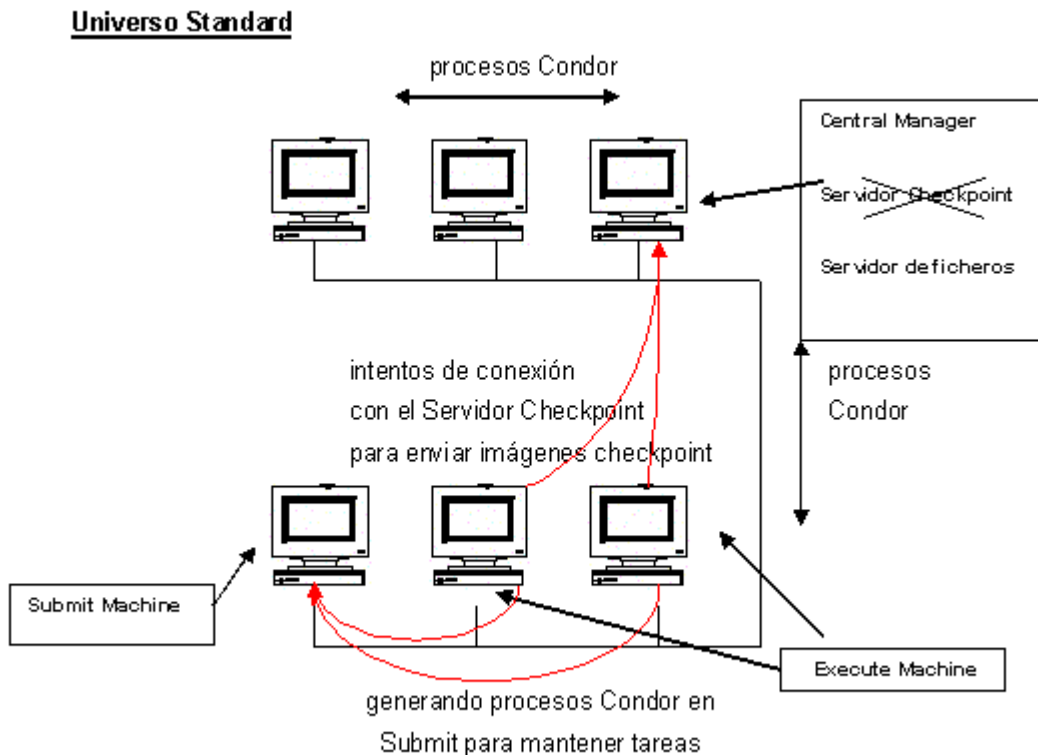 Universo Standard
procesos Condor
Central Manager
Servidor Checkpoint
Servidor de ficheros
intentos de conexión
con el Servidor Checkpoint
para enviar imágenes checkpoint
procesos
Condor
Submit Machine
Execute Machine
generando procesos Condor en
Submit para mantener tareas